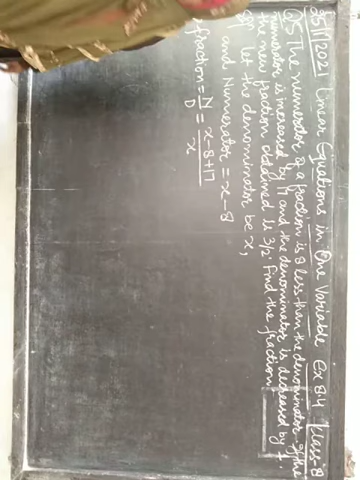 25/11/2021 Linear Equations in One Variable Ex 8.4 Class-8
Q5 The numerator of a fraction is 8 less than the denominator. If the
numerator is increased by 17 and the denominator is decreased by 1.
the new fraction obtained is 3/2. Find the fraction.
let the denominator be x,
and Numerator = x-8
fraction = N/D = x-8+17/x